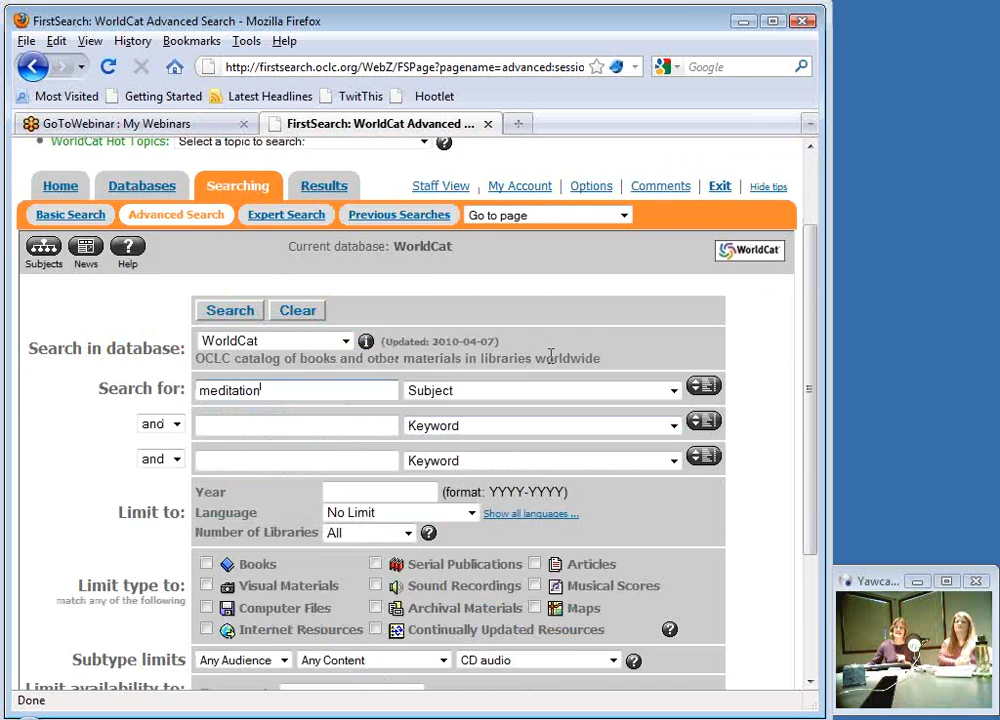 FirstSearch: WorldCat Advanced Search - Mozilla Firefox
File Edit View History Bookmarks Tools Help
http://firstsearch.oclc.org/WebZ/FSPage?pagename=advanced:sessio
Google
Most Visited Getting Started Latest Headlines TwitThis Hootlet
GoToWebinar : My Webinars FirstSearch: WorldCat Advanced ...
WorldCat Hot Topics: Select a topic to search:
Home Databases Searching Results Staff View My Account Options Comments Exit Hide tips
Basic Search Advanced Search Expert Search Previous Searches Go to page
Subjects News Help Current database: WorldCat WorldCat
Search Clear
Search in database: WorldCat (Updated: 2010-04-07)
OCLC catalog of books and other materials in libraries worldwide
Search for: meditation Subject
and Keyword
and Keyword
Year (format: YYYY-YYYY)
Limit to: Language No Limit Show all languages ...
Number of Libraries All
Books Serial Publications Articles
Limit type to: Visual Materials Sound Recordings Musical Scores
match any of the following
Computer Files Archival Materials Maps
Internet Resources Continually Updated Resources
Subtype limits Any Audience Any Content CD audio
Limit availability to:
Done
Yawca...